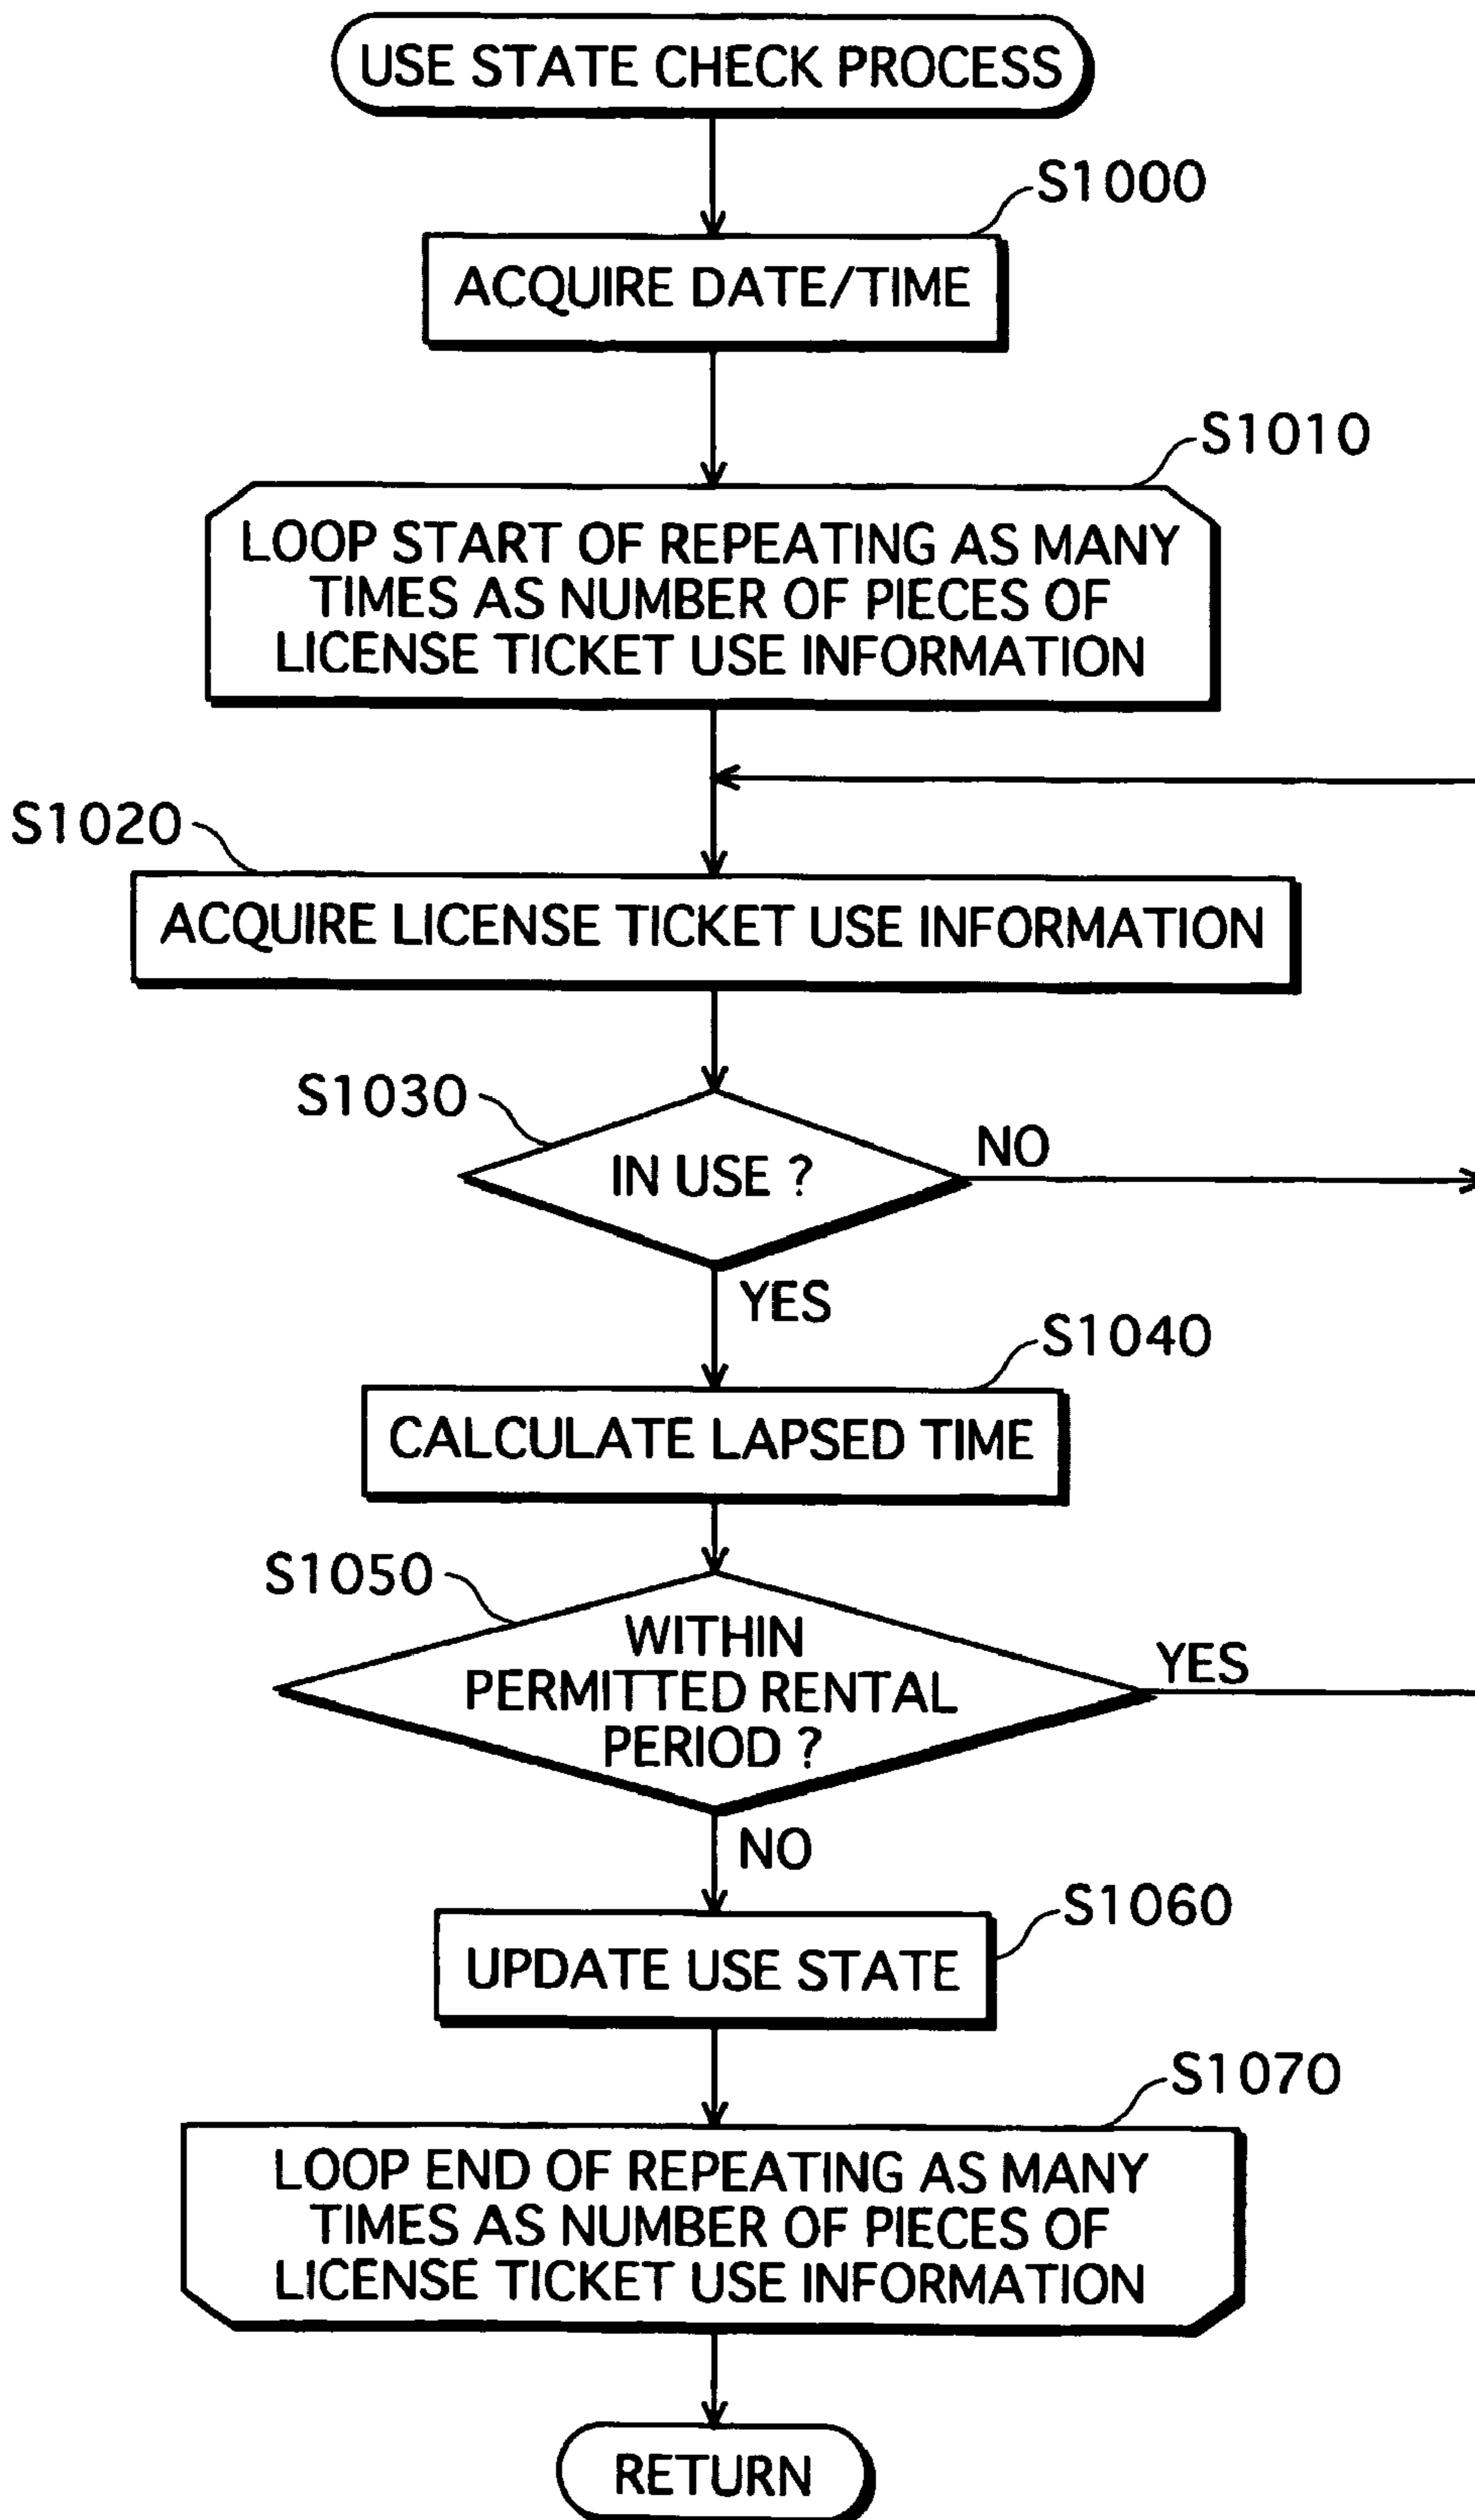 USE STATE CHECK PROCESS
S1000
ACQUIRE DATE/TIME
S1010
LOOP START OF REPEATING AS MANY
TIMES AS NUMBER OF PIECES OF
LICENSE TICKET USE INFORMATION
S1020
ACQUIRE LICENSE TICKET USE INFORMATION
S1030
IN USE ?
NO
YES
S1040
CALCULATE LAPSED TIME
S1050
WITHIN
PERMITTED RENTAL
PERIOD ?
YES
NO
S1060
UPDATE USE STATE
S1070
LOOP END OF REPEATING AS MANY
TIMES AS NUMBER OF PIECES OF
LICENSE TICKET USE INFORMATION
RETURN